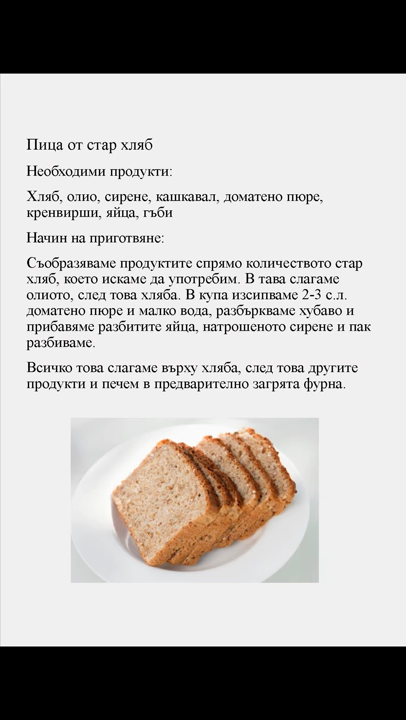 Пица от стар хляб
Необходими продукти:
Хляб, олио, сирене, кашкавал, доматено пюре,
кренвирши, яйца, гъби
Начин на приготвяне:
Съобразяваме продуктите спрямо количеството стар
хляб, което искаме да употребим. В тава слагаме
олиото, след това хляба. В купа изсипваме 2-3 с.л.
доматено пюре и малко вода, разбъркваме хубаво и
прибавяме разбитите яйца, натрошеното сирене и пак
разбиваме.
Всичко това слагаме върху хляба, след това другите
продукти и печем в предварително загрята фурна.